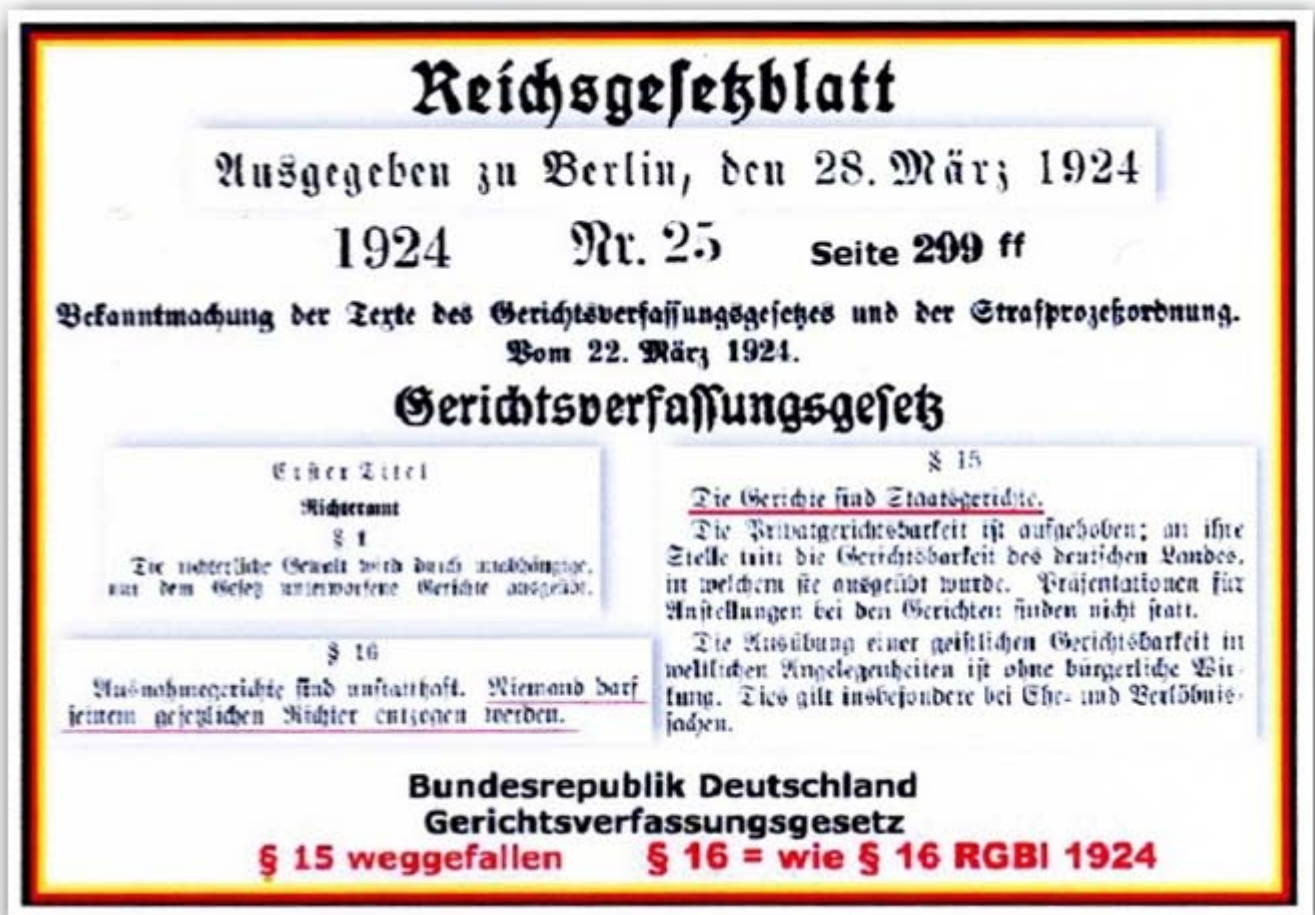 Reichsgesetzblatt
Ausgegeben zu Berlin, den 28. März 1924
1924 Nr. 25 Seite 299 ff
Bekanntmachung der Texte des Gerichtsverfassungsgesetzes und der Strafprozeßordnung.
Vom 22. März 1924.
Gerichtsverfassungsgesetz
Erster Titel
Richteramt
§ 1
Die richterliche Gewalt wird durch unabhängige,
nur dem Gesetz unterworfene Gerichte ausgeübt.
§ 16
Ausnahmegerichte sind unstatthaft. Niemand darf
seinem gesetzlichen Richter entzogen werden.
§ 15
Die Gerichte sind Staatsgerichte.
Die Privatgerichtsbarkeit ist aufgehoben; an ihre
Stelle tritt die Gerichtsbarkeit des deutschen Landes,
in welchem sie ausgeübt wurde. Präsentationen für
Anstellungen bei den Gerichten finden nicht statt.
Die Ausübung einer geistlichen Gerichtsbarkeit in
weltlichen Angelegenheiten ist ohne bürgerliche Wir-
kung. Dies gilt insbesondere bei Ehe- und Verlöbnis-
sachen.
Bundesrepublik Deutschland
Gerichtsverfassungsgesetz
§ 15 weggefallen § 16 = wie § 16 RGBl 1924